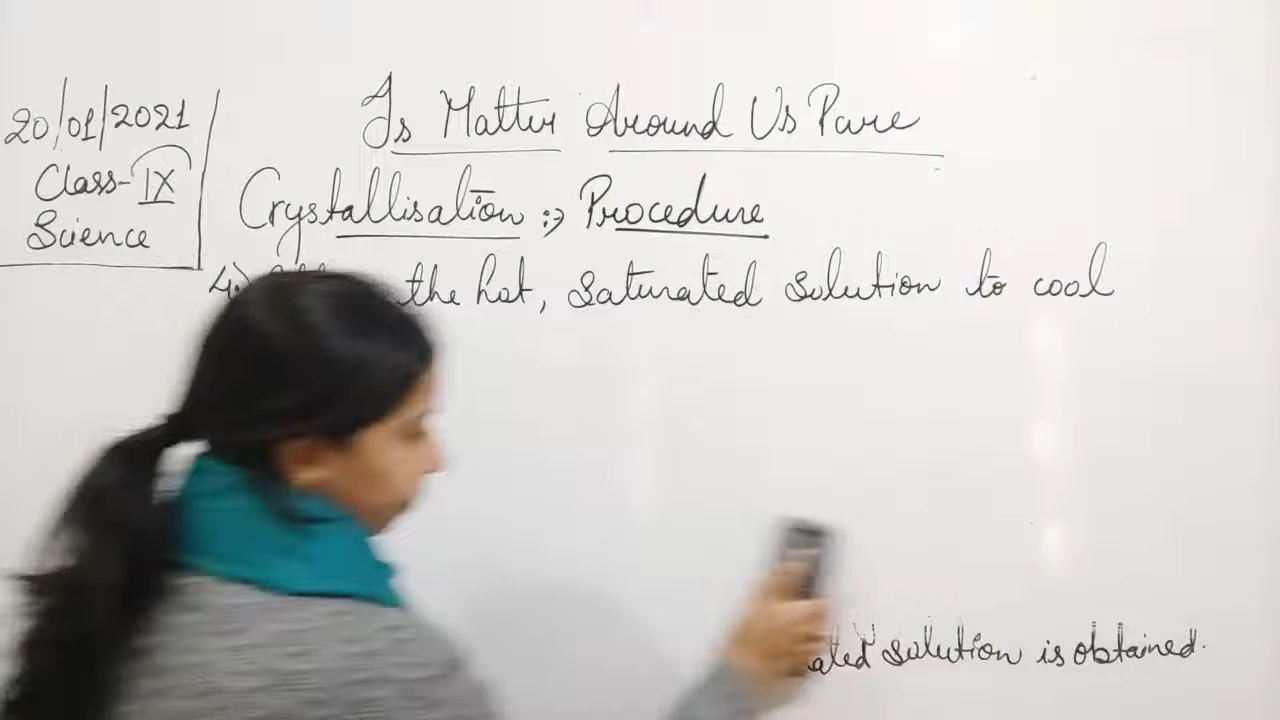 20/01/2021
Class-IX
Science
Is Matter Around Us Pure
Crystallisation :→ Procedure
4.) the hot, saturated solution to cool
solution is obtained.